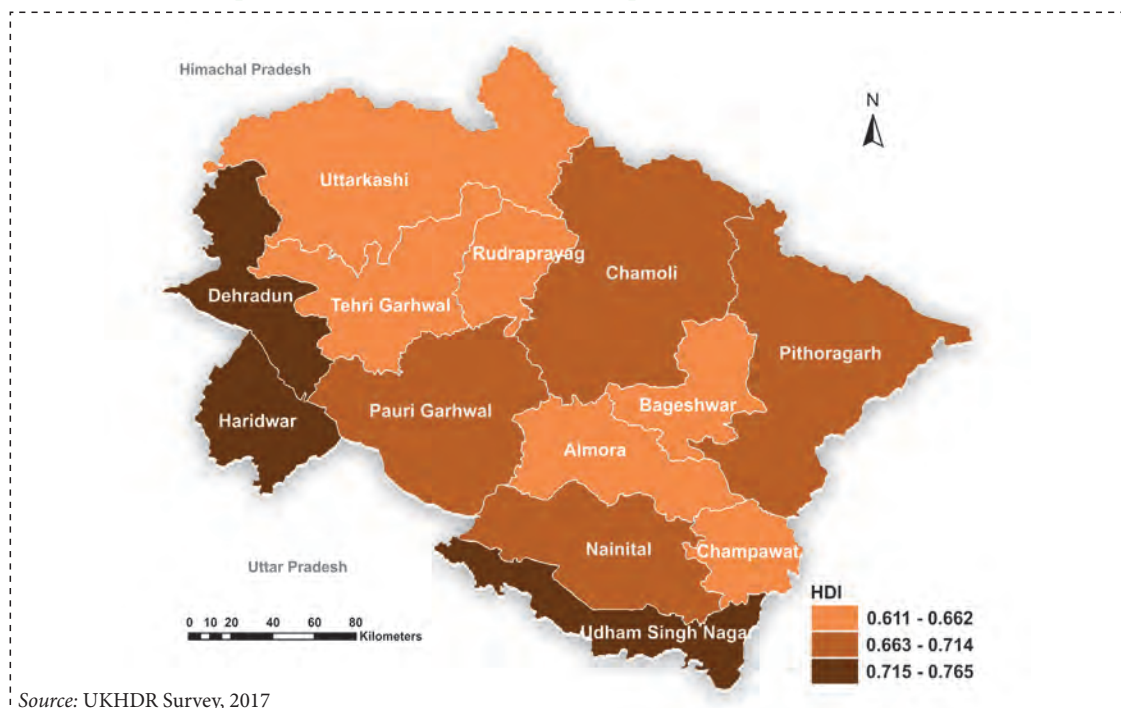 Himachal Pradesh
N
Uttarkashi
Rudraprayag
Chamoli
Dehradun
Tehri Garhwal
Pithoragarh
Pauri Garhwal
Bageshwar
Haridwar
Almora
Nainital
Champawat
Uttar Pradesh
HDI
0.611 - 0.662
0.663 - 0.714
0.715 - 0.765
0 10 20 40 60 80
Kilometers
Udham Singh Nagar
Source: UKHDR Survey, 2017